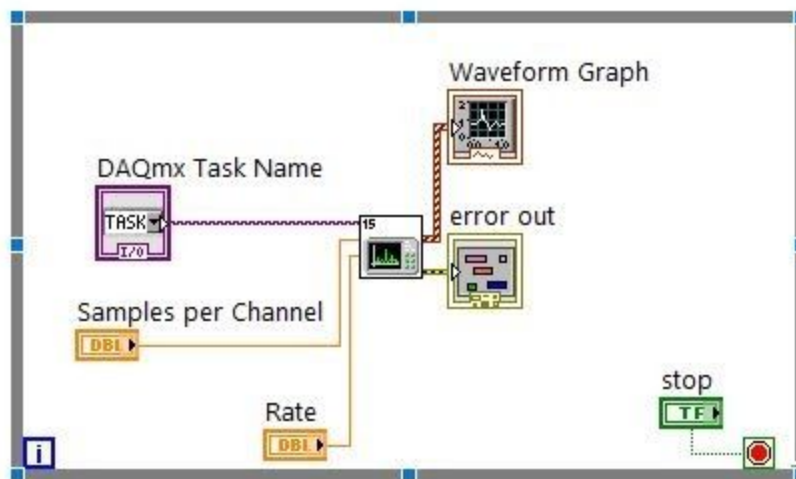 Waveform Graph
DAQmx Task Name
TASK
I/O
15
error out
Samples per Channel
DBL
stop
TF
Rate
DBL
i